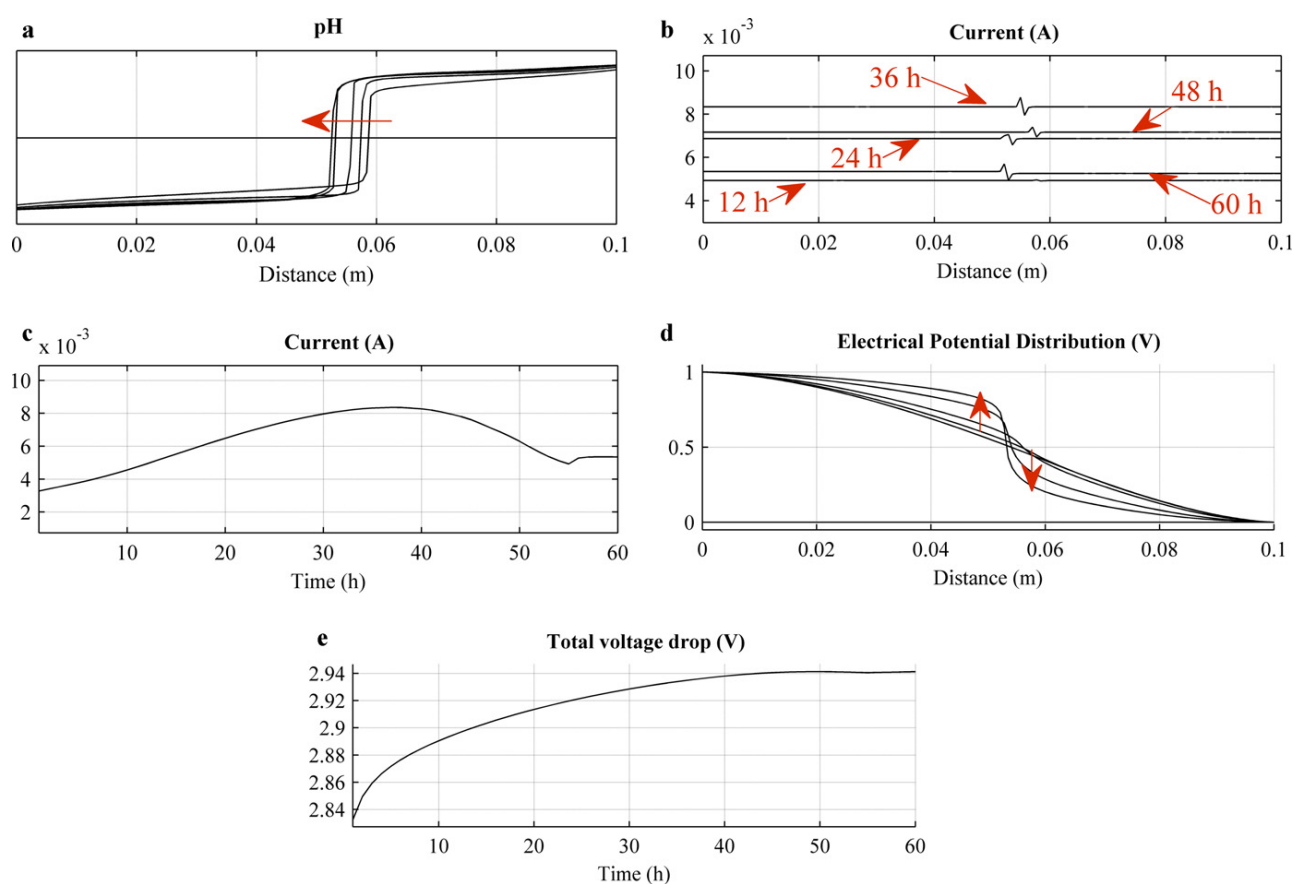 a
pH
0 0.02 0.04 0.06 0.08 0.1
Distance (m)
b
x 10^-3
Current (A)
10
8
6
4
36 h
48 h
24 h
12 h
60 h
0 0.02 0.04 0.06 0.08 0.1
Distance (m)
c
x 10^-3
Current (A)
10
8
6
4
2
10 20 30 40 50 60
Time (h)
d
Electrical Potential Distribution (V)
1
0.5
0
0 0.02 0.04 0.06 0.08 0.1
Distance (m)
e
Total voltage drop (V)
2.94
2.92
2.9
2.88
2.86
2.84
10 20 30 40 50 60
Time (h)